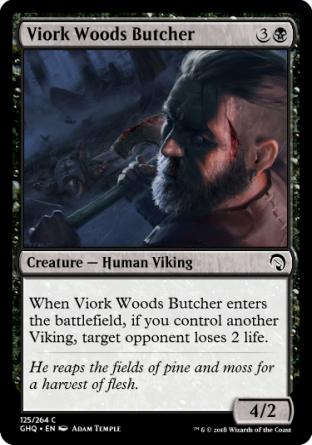 Viork Woods Butcher 3
Creature — Human Viking
When Viork Woods Butcher enters
the battlefield, if you control another
Viking, target opponent loses 2 life.
He reaps the fields of pine and moss for
a harvest of flesh.
4/2
125/264 C
GHQ • EN Adam Temple
™ & © 2018 Wizards of the Coast